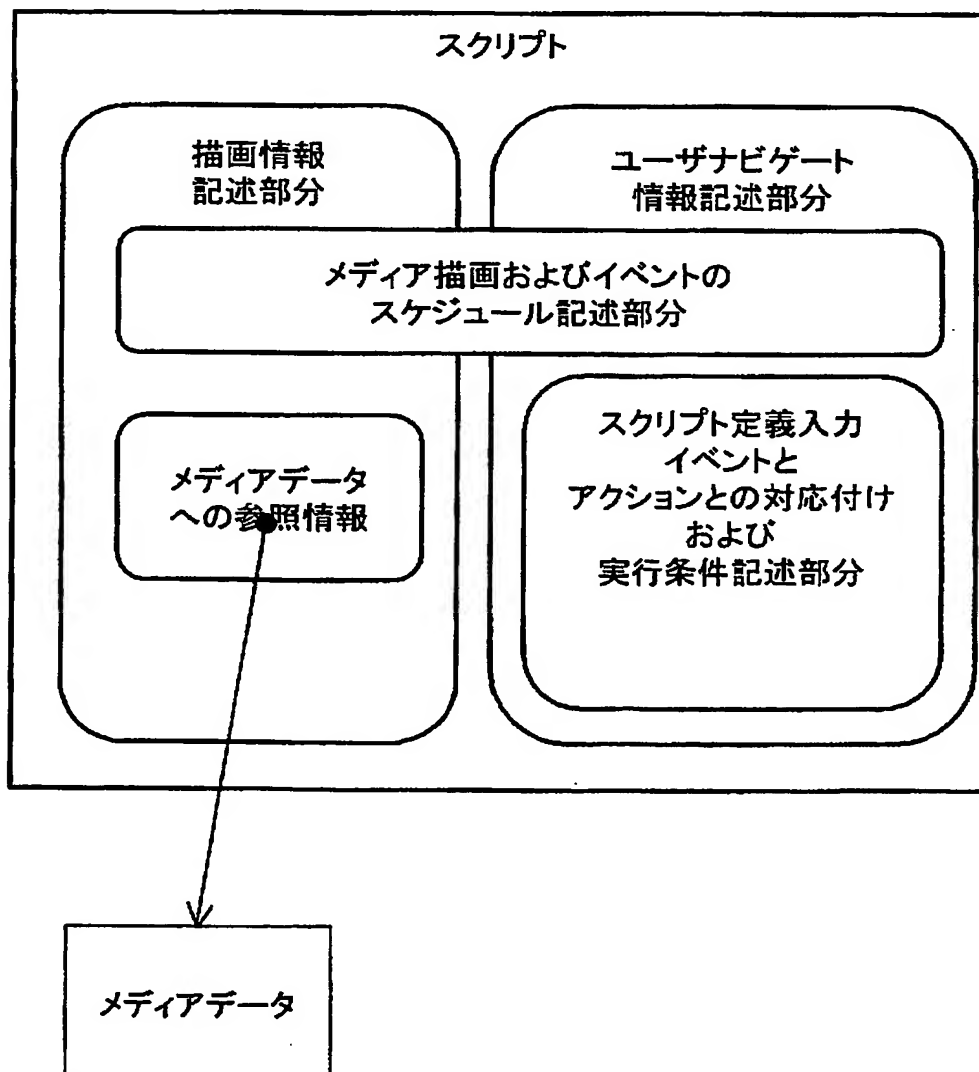 スクリプト
描画情報
記述部分
ユーザナビゲート
情報記述部分
メディア描画およびイベントの
スケジュール記述部分
メディアデータ
への参照情報
スクリプト定義入力
イベントと
アクションとの対応付け
および
実行条件記述部分
メディアデータ